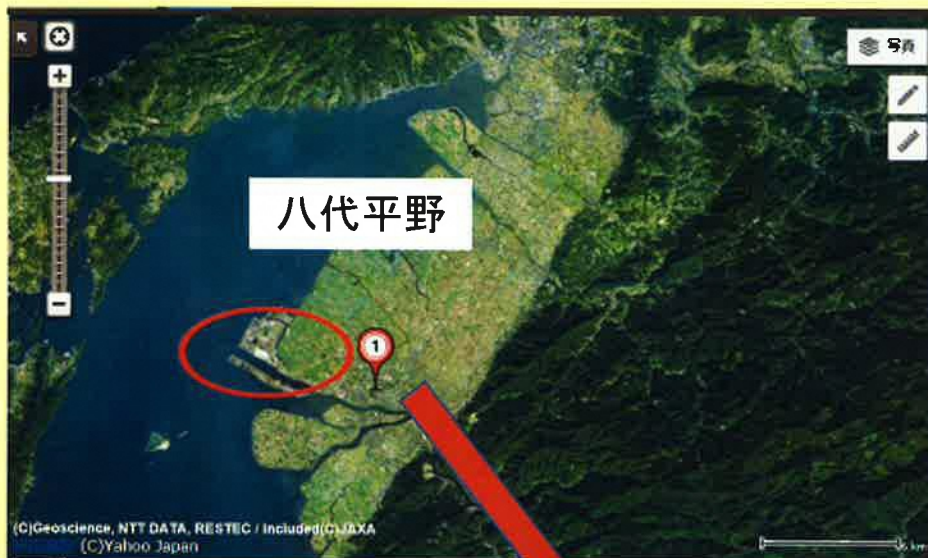 写真
八代平野
1
(C)Geoscience, NTT DATA, RESTEC / Included(C)JAXA
(C)Yahoo Japan